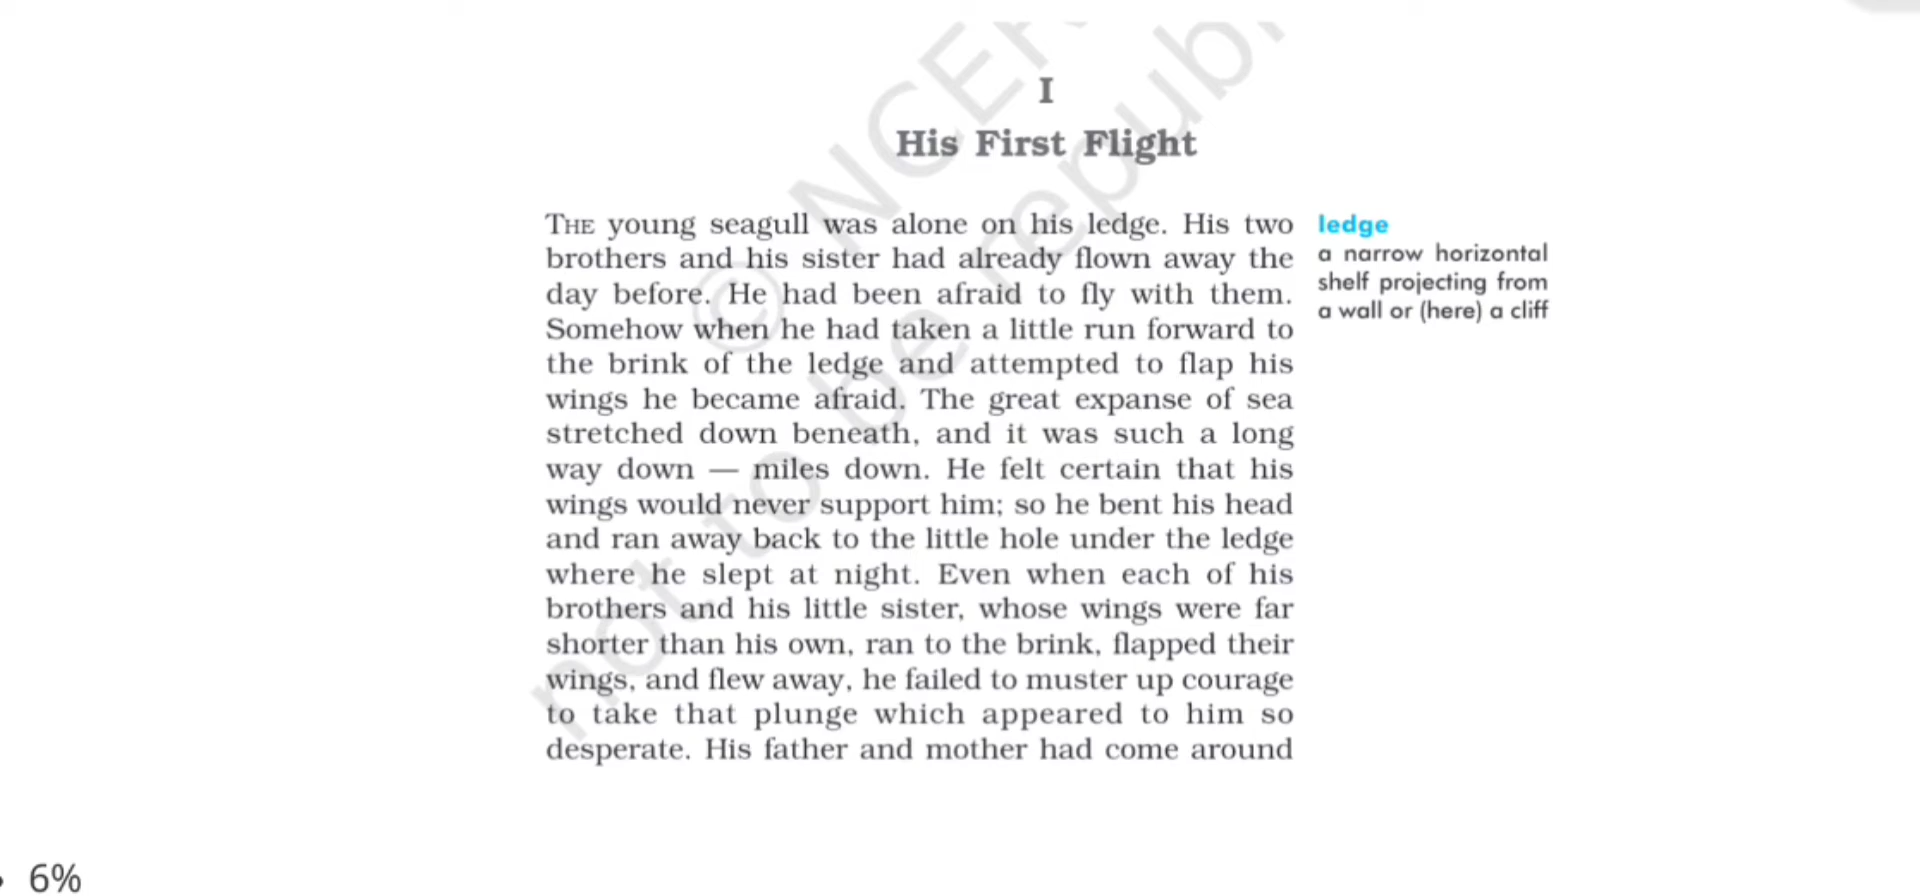 I
His First Flight
THE young seagull was alone on his ledge. His two
brothers and his sister had already flown away the
day before. He had been afraid to fly with them.
Somehow when he had taken a little run forward to
the brink of the ledge and attempted to flap his
wings he became afraid. The great expanse of sea
stretched down beneath, and it was such a long
way down — miles down. He felt certain that his
wings would never support him; so he bent his head
and ran away back to the little hole under the ledge
where he slept at night. Even when each of his
brothers and his little sister, whose wings were far
shorter than his own, ran to the brink, flapped their
wings, and flew away, he failed to muster up courage
to take that plunge which appeared to him so
desperate. His father and mother had come around
ledge
a narrow horizontal
shelf projecting from
a wall or (here) a cliff
©
not to be
6%